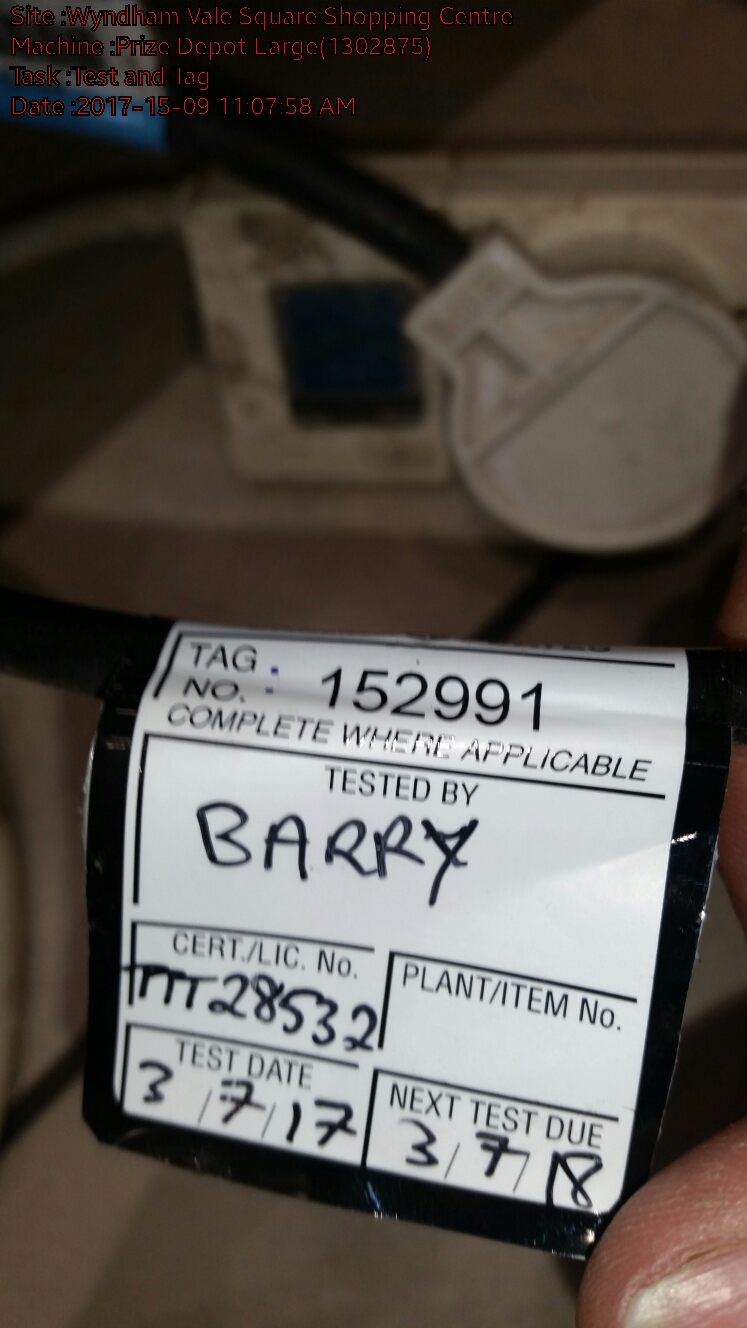 Site :Wyndham Vale Square Shopping Centre
Machine :Prize Depot Large(1302875)
Task :Test and Tag
Date :2017-15-09 11:07:58 AM
TAG NO. : 152991
COMPLETE WHERE APPLICABLE
TESTED BY
BARRY
CERT./LIC. No.
TTT28532
PLANT/ITEM No.
TEST DATE
3/7/17
NEXT TEST DUE
3/7/18